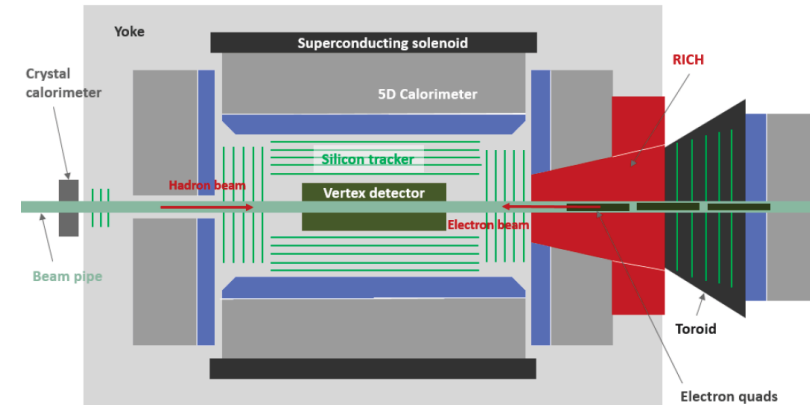 Yoke
Superconducting solenoid
Crystal
calorimeter
RICH
5D Calorimeter
Silicon tracker
Hadron beam
Vertex detector
Electron beam
Beam pipe
Toroid
Electron quads